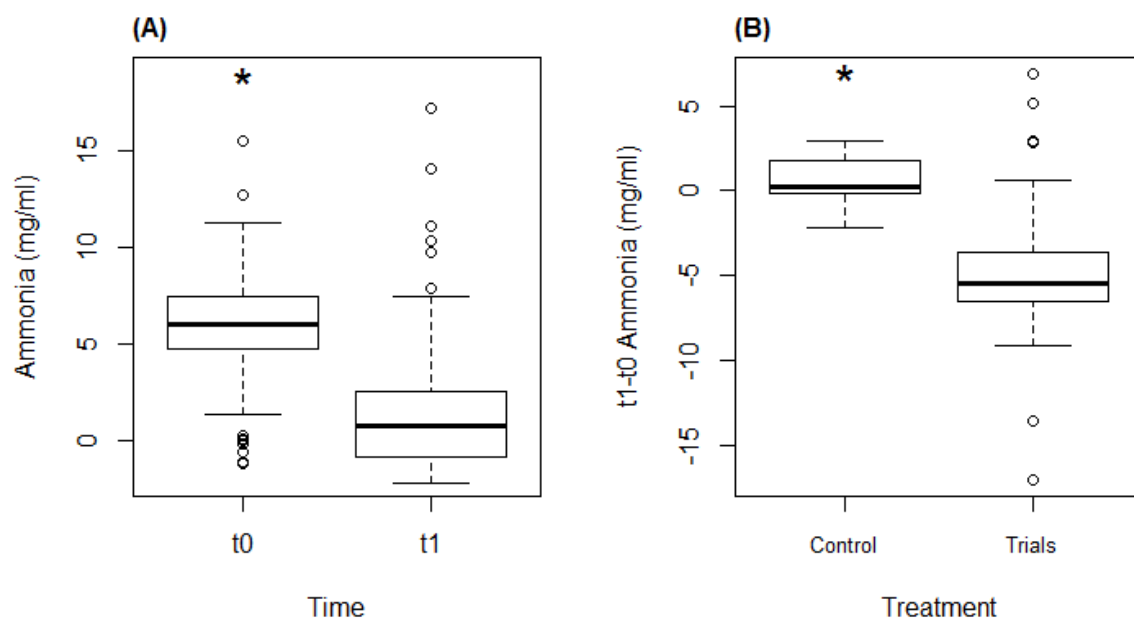 (A)
*
Ammonia (mg/ml)
15
10
5
0
t0
t1
Time
(B)
*
t1-t0 Ammonia (mg/ml)
5
0
-5
-10
-15
Control
Trials
Treatment